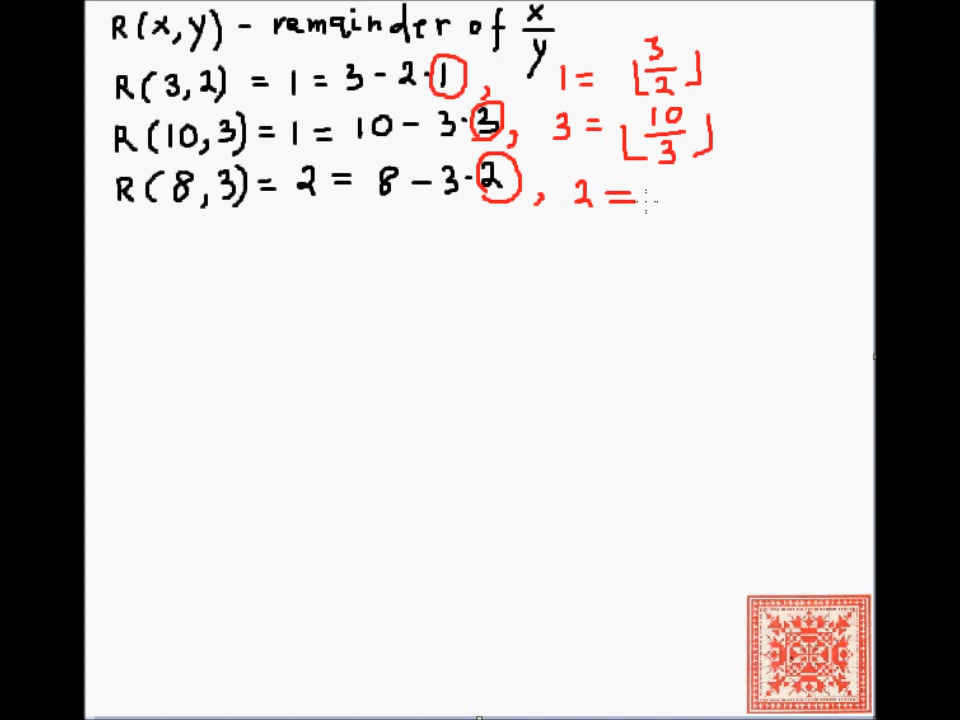 R(x,y) - remainder of x/y
R(3,2) = 1 = 3 - 2·1, 1 = ⌊3/2⌋
R(10,3) = 1 = 10 - 3·3, 3 = ⌊10/3⌋
R(8,3) = 2 = 8 - 3·2, 2 =